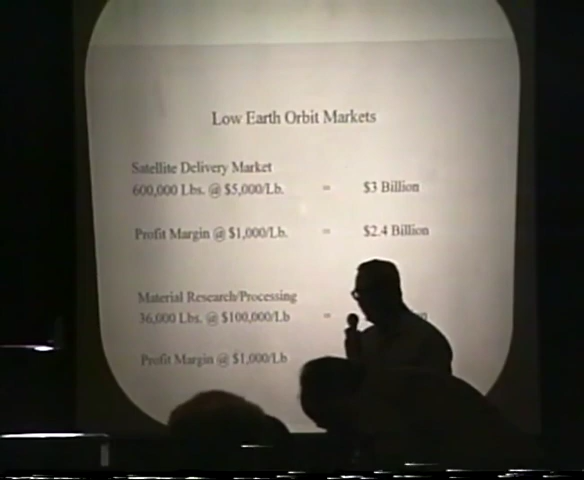 Low Earth Orbit Markets
Satellite Delivery Market
600,000 Lbs. @ $5,000/Lb. = $3 Billion
Profit Margin @ $1,000/Lb. = $2.4 Billion
Material Research/Processing
36,000 Lbs. @ $100,000/Lb =
Profit Margin @ $1,000/Lb